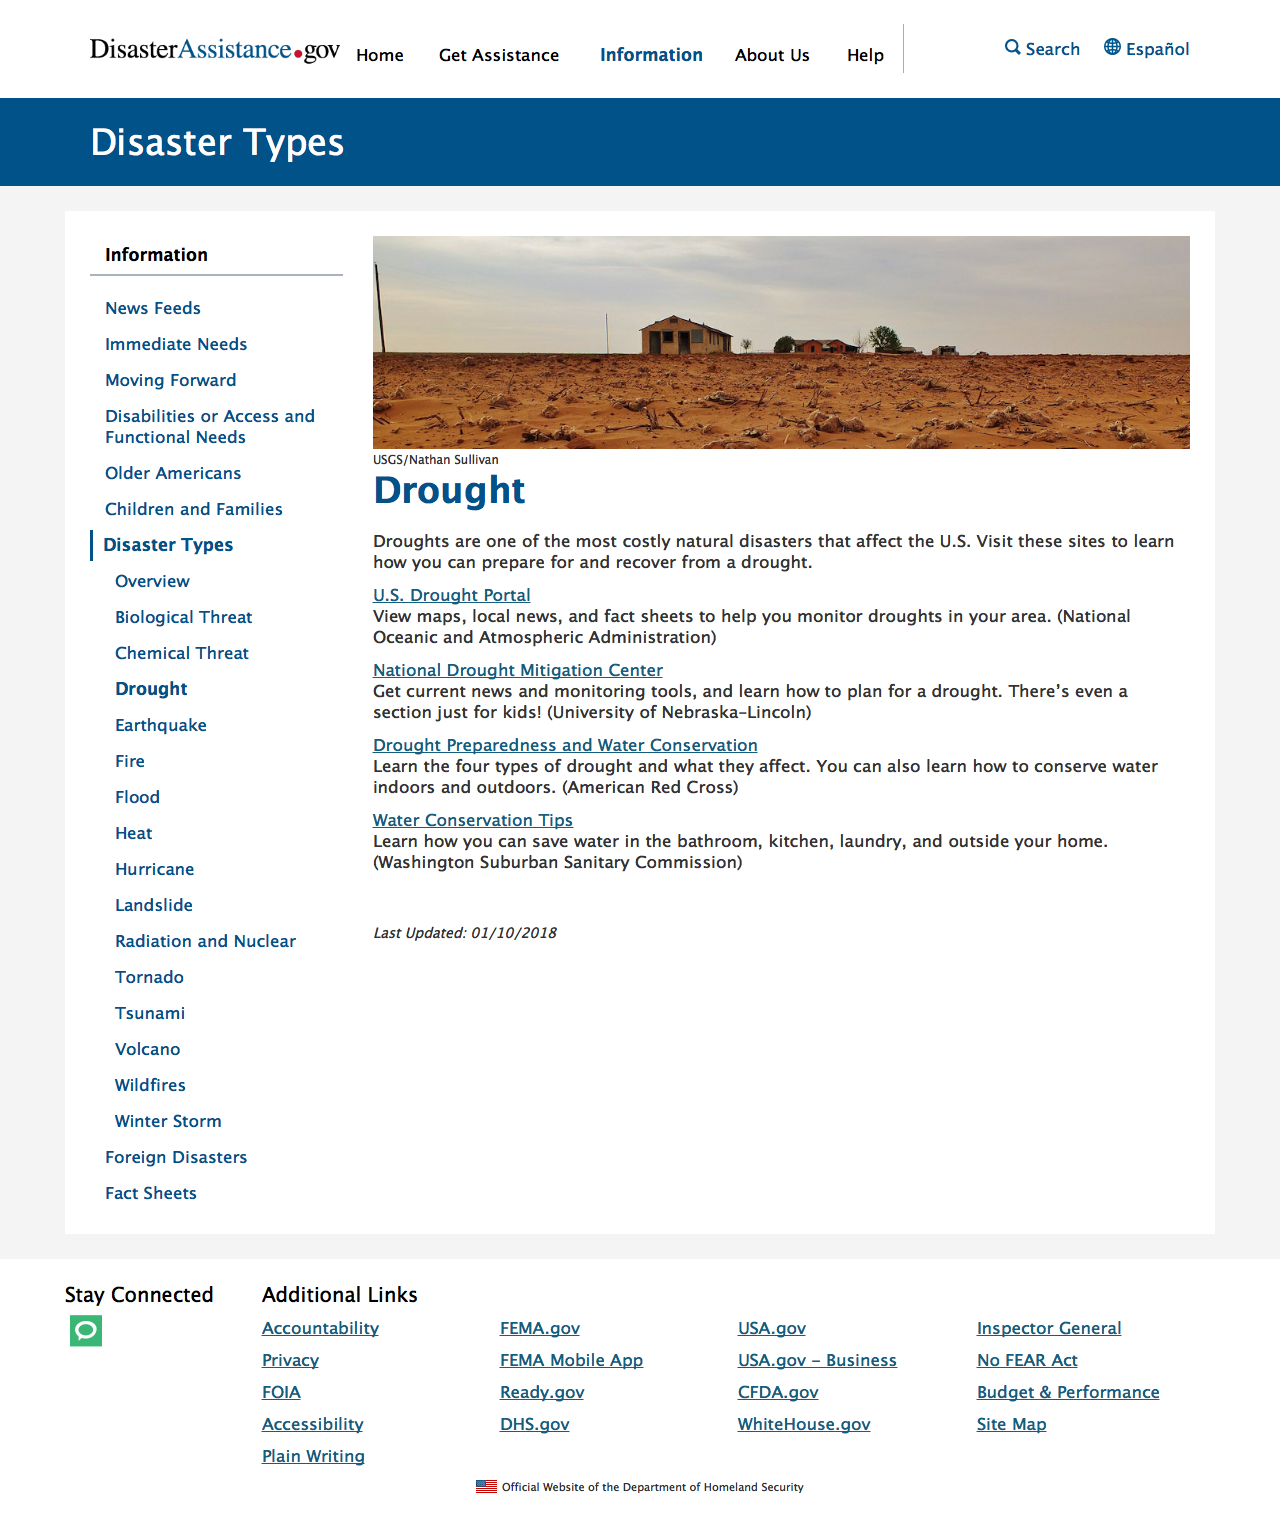 DisasterAssistance.gov
Home
Get Assistance
Information
About Us
Help
Search
Español
Disaster Types
Information
News Feeds
Immediate Needs
Moving Forward
Disabilities or Access and
Functional Needs
Older Americans
Children and Families
Disaster Types
Overview
Biological Threat
Chemical Threat
Drought
Earthquake
Fire
Flood
Heat
Hurricane
Landslide
Radiation and Nuclear
Tornado
Tsunami
Volcano
Wildfires
Winter Storm
Foreign Disasters
Fact Sheets
USGS/Nathan Sullivan
Drought
Droughts are one of the most costly natural disasters that affect the U.S. Visit these sites to learn
how you can prepare for and recover from a drought.
U.S. Drought Portal
View maps, local news, and fact sheets to help you monitor droughts in your area. (National
Oceanic and Atmospheric Administration)
National Drought Mitigation Center
Get current news and monitoring tools, and learn how to plan for a drought. There’s even a
section just for kids! (University of Nebraska–Lincoln)
Drought Preparedness and Water Conservation
Learn the four types of drought and what they affect. You can also learn how to conserve water
indoors and outdoors. (American Red Cross)
Water Conservation Tips
Learn how you can save water in the bathroom, kitchen, laundry, and outside your home.
(Washington Suburban Sanitary Commission)
Last Updated: 01/10/2018
Stay Connected
Additional Links
Accountability
Privacy
FOIA
Accessibility
Plain Writing
FEMA.gov
FEMA Mobile App
Ready.gov
DHS.gov
USA.gov
USA.gov – Business
CFDA.gov
WhiteHouse.gov
Inspector General
No FEAR Act
Budget & Performance
Site Map
Official Website of the Department of Homeland Security